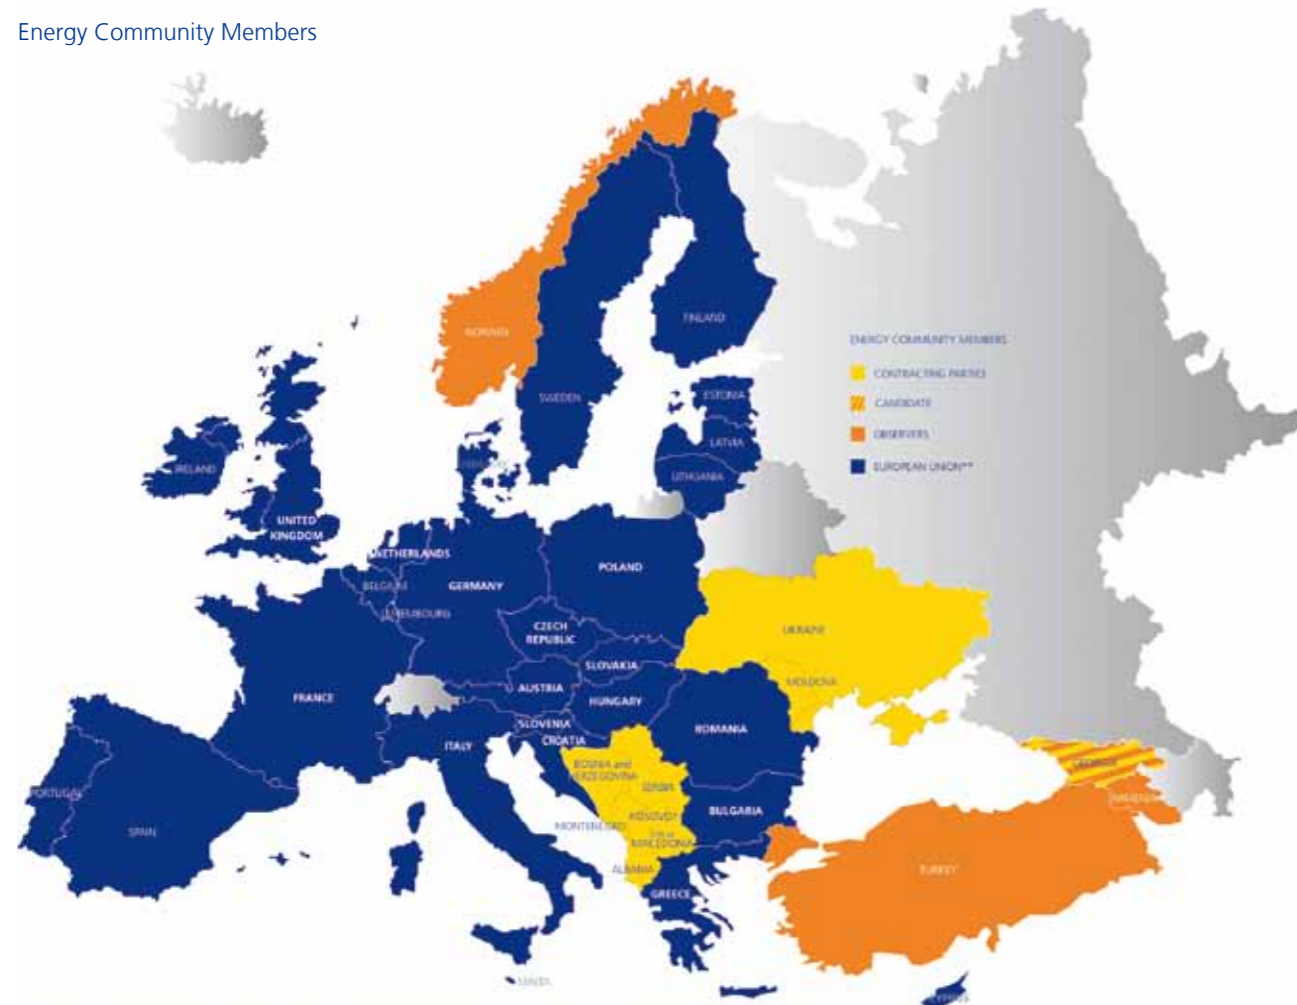 Energy Community Members
NORWAY
FINLAND
ENERGY COMMUNITY MEMBERS
CONTRACTING PARTIES
CANDIDATE
OBSERVERS
EUROPEAN UNION**
SWEDEN
ESTONIA
LATVIA
LITHUANIA
IRELAND
UNITED
KINGDOM
NETHERLANDS
BELGIUM
LUXEMBOURG
GERMANY
POLAND
CZECH
REPUBLIC
SLOVAKIA
UKRAINE
MOLDOVA
FRANCE
AUSTRIA
HUNGARY
SLOVENIA
CROATIA
ITALY
ROMANIA
BOSNIA and
HERZEGOVINA
SERBIA
PORTUGAL
SPAIN
MONTENEGRO
KOSOVO*
MACEDONIA
ALBANIA
BULGARIA
GREECE
GEORGIA
ARMENIA
TURKEY
MALTA
CYPRUS